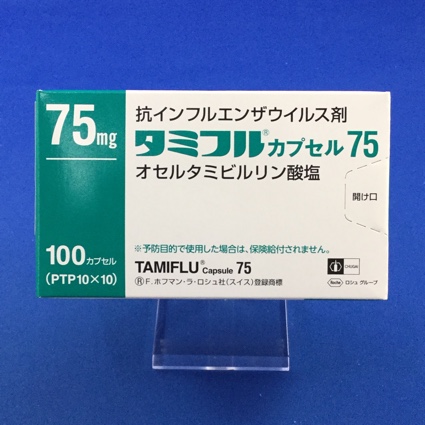 75mg
抗インフルエンザウイルス剤
タミフル®カプセル75
オセルタミビルリン酸塩
開け口
100カプセル
(PTP10×10)
※予防目的で使用した場合は、保険給付されません。
TAMIFLU® Capsule 75
Ⓡ F. ホフマン・ラ・ロシュ社(スイス)登録商標
CHUGAI
Roche ロシュ グループ